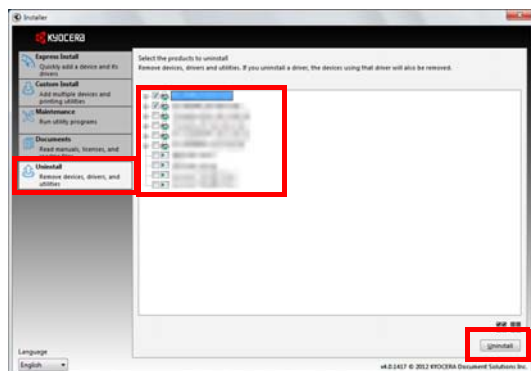 Installer
KYOCERA
Express Install
Quickly add a device and its
drivers
Custom Install
Add multiple devices and
printing utilities
Maintenance
Run utility programs
Documents
Read manuals, licenses, and
Uninstall
Remove devices, drivers, and
utilities
Select the products to uninstall
Remove devices, drivers and utilities. If you uninstall a driver, the devices using that driver will also be removed.
Uninstall
Language
English
v4.0.2417 © 2012 KYOCERA Document Solutions Inc.